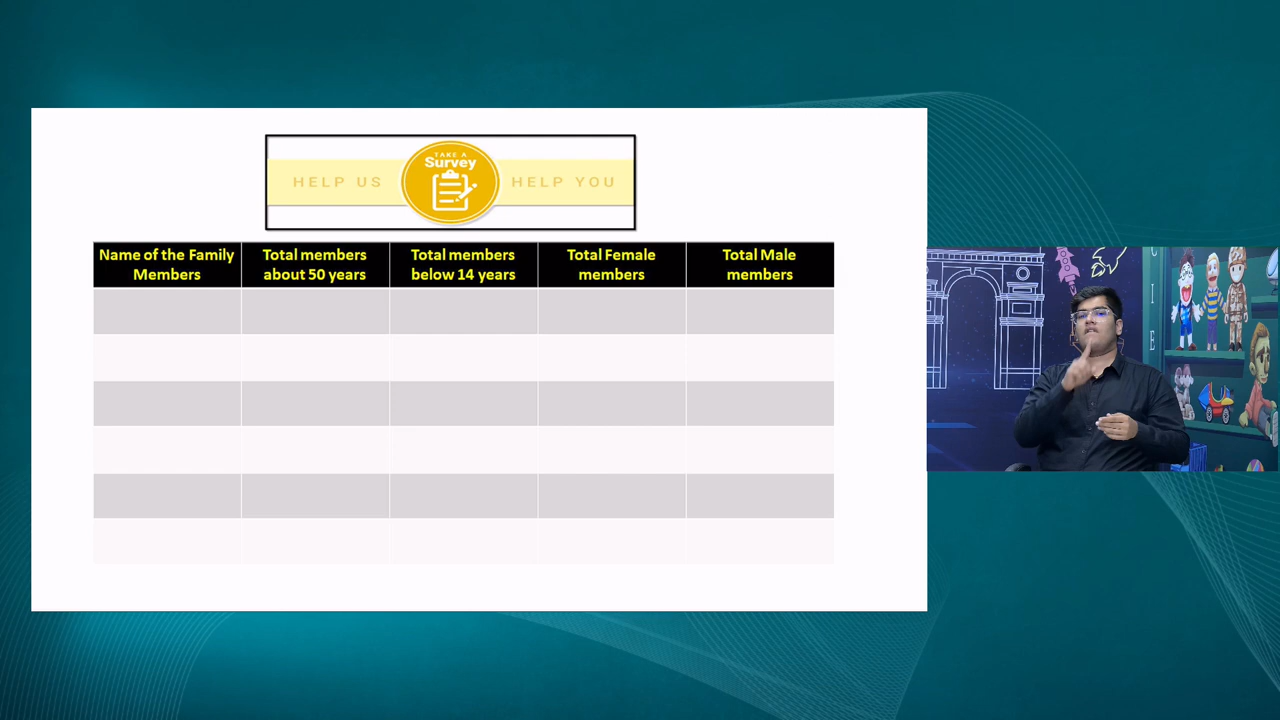 TAKE A
Survey
HELP US
HELP YOU
Name of the Family
Members
Total members
about 50 years
Total members
below 14 years
Total Female
members
Total Male
members
C
I
E